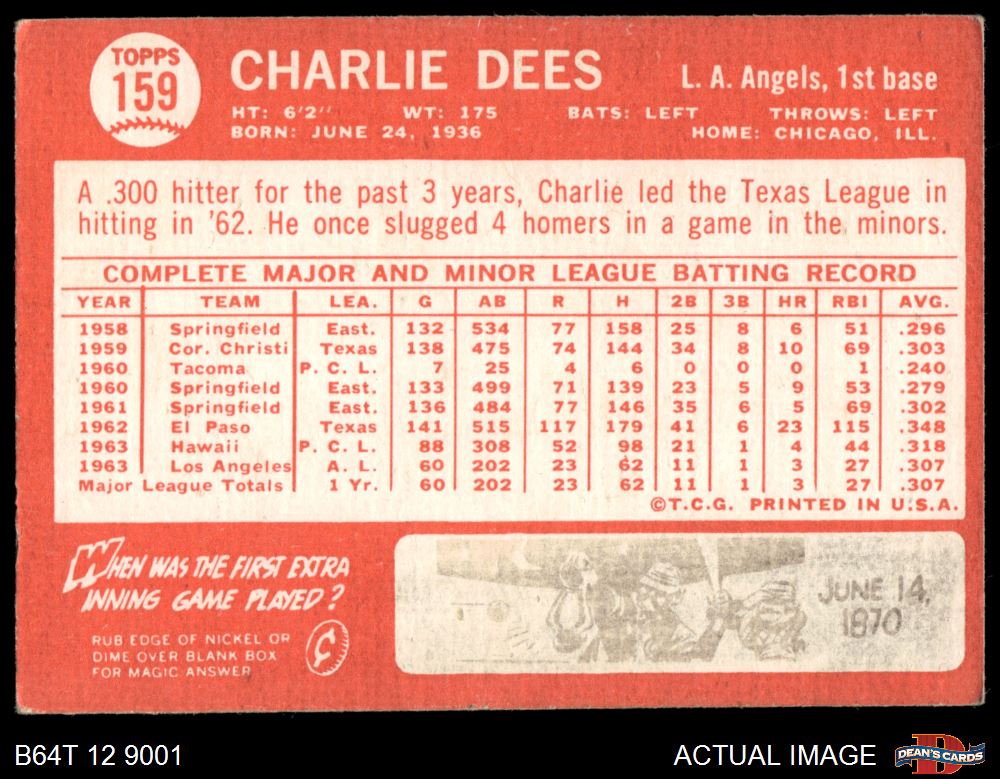 TOPPS
159
CHARLIE DEES
L. A. Angels, 1st base
HT: 6'2" WT: 175 BATS: LEFT THROWS: LEFT
BORN: JUNE 24, 1936 HOME: CHICAGO, ILL.
A .300 hitter for the past 3 years, Charlie led the Texas League in
hitting in '62. He once slugged 4 homers in a game in the minors.
COMPLETE MAJOR AND MINOR LEAGUE BATTING RECORD
YEAR TEAM LEA. G AB R H 2B 3B HR RBI AVG.
1958 Springfield East. 132 534 77 158 25 8 6 51 .296
1959 Cor. Christi Texas 138 475 74 144 34 8 10 69 .303
1960 Tacoma P. C. L. 7 25 4 6 0 0 0 1 .240
1960 Springfield East. 133 499 71 139 23 5 9 53 .279
1961 Springfield East. 136 484 77 146 35 6 5 69 .302
1962 El Paso Texas 141 515 117 179 41 6 23 115 .348
1963 Hawaii P. C. L. 88 308 52 98 21 1 4 44 .318
1963 Los Angeles A. L. 60 202 23 62 11 1 3 27 .307
Major League Totals 1 Yr. 60 202 23 62 11 1 3 27 .307
©T.C.G. PRINTED IN U.S.A.
WHEN WAS THE FIRST EXTRA
INNING GAME PLAYED?
RUB EDGE OF NICKEL OR
DIME OVER BLANK BOX
FOR MAGIC ANSWER
¢
JUNE 14,
1870
B64T 12 9001
ACTUAL IMAGE
DEAN'S CARDS